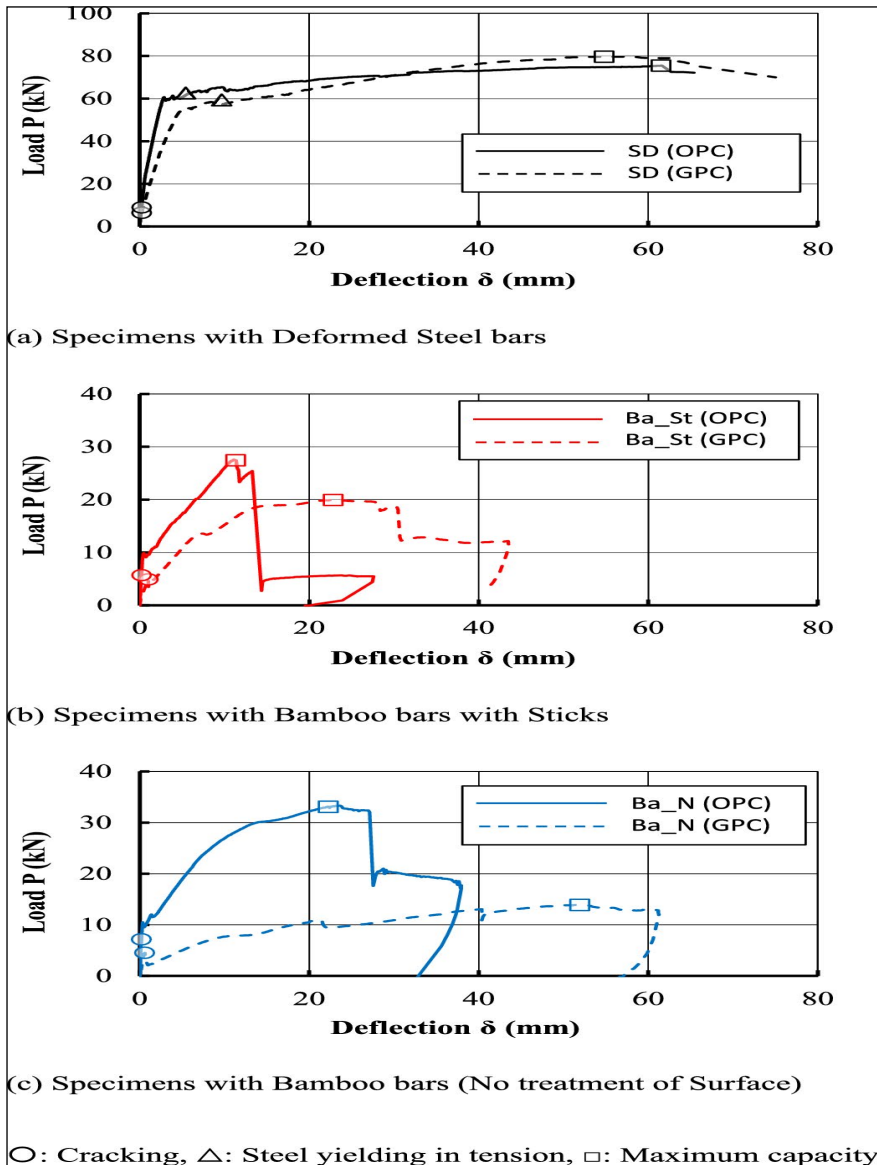 100
80
60
40
20
0
Load P (kN)
SD (OPC)
SD (GPC)
0 20 40 60 80
Deflection δ (mm)
(a) Specimens with Deformed Steel bars
40
30
20
10
0
Load P (kN)
Ba_St (OPC)
Ba_St (GPC)
0 20 40 60 80
Deflection δ (mm)
(b) Specimens with Bamboo bars with Sticks
40
30
20
10
0
Load P (kN)
Ba_N (OPC)
Ba_N (GPC)
0 20 40 60 80
Deflection δ (mm)
(c) Specimens with Bamboo bars (No treatment of Surface)
○: Cracking, △: Steel yielding in tension, □: Maximum capacity